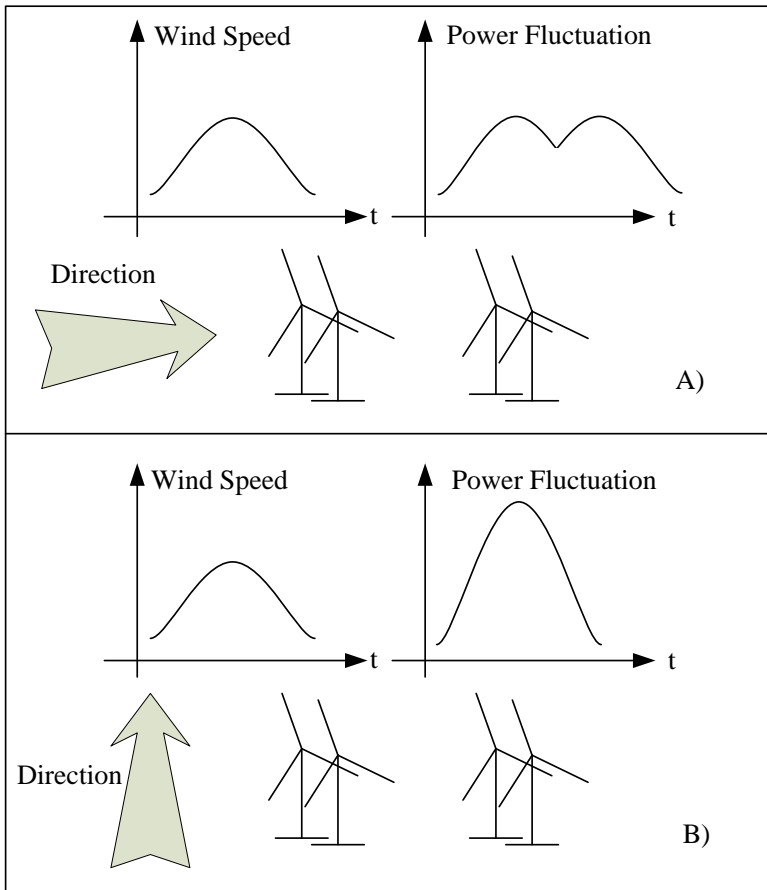 Wind Speed
Power Fluctuation
t
t
Direction
A)
Wind Speed
Power Fluctuation
t
t
Direction
B)